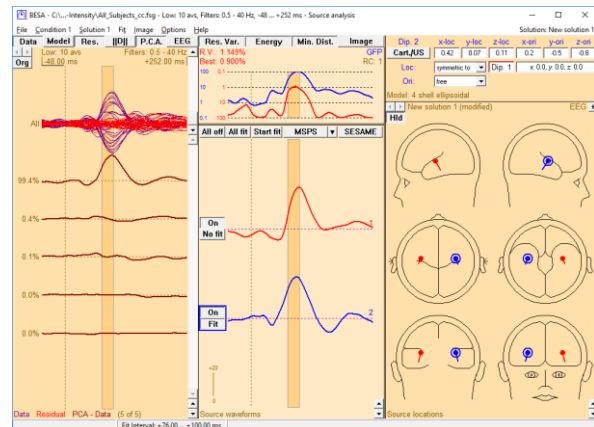 BESA - C:\...-Intensity\All_Subjects_cc.fsg - Low: 10 avs, Filters: 0.5 - 40 Hz, -48 ... +252 ms - Source analysis
File Condition 1 Solution 1 Fit Image Options Help Solution: New solution 1
Data Model Res. ||D|| P.C.A. EEG Res. Var. Energy Min. Dist. Image
Org
Low: 10 avs Filters: 0.5 - 40 Hz
-48.00 ms +252.00 ms
All
99.4%
0.4%
0.1%
0.0%
0.0%
Data Residual PCA - Data (5 of 5)
R.V.: 1.149% GFP
Best: 0.900% RC: 1
100 0.1
10 1
1 10
0.1 100
All off All fit Start fit MSPS SESAME
On
No fit
1
On
Fit
2
+20
0
Source waveforms
Dip. 2 x-loc y-loc z-loc x-ori y-ori z-ori
Cart./US 0.42 0.07 0.11 0.2 -0.5 -0.8
Loc: symmetric to Dip. 1 x: 0.0, y: 0.0, z: 0.0
Ori: free
Model: 4 shell ellipsoidal
New solution 1 (modified) EEG
Hld
Source locations
Fit Interval: +76.00 ... +100.00 ms